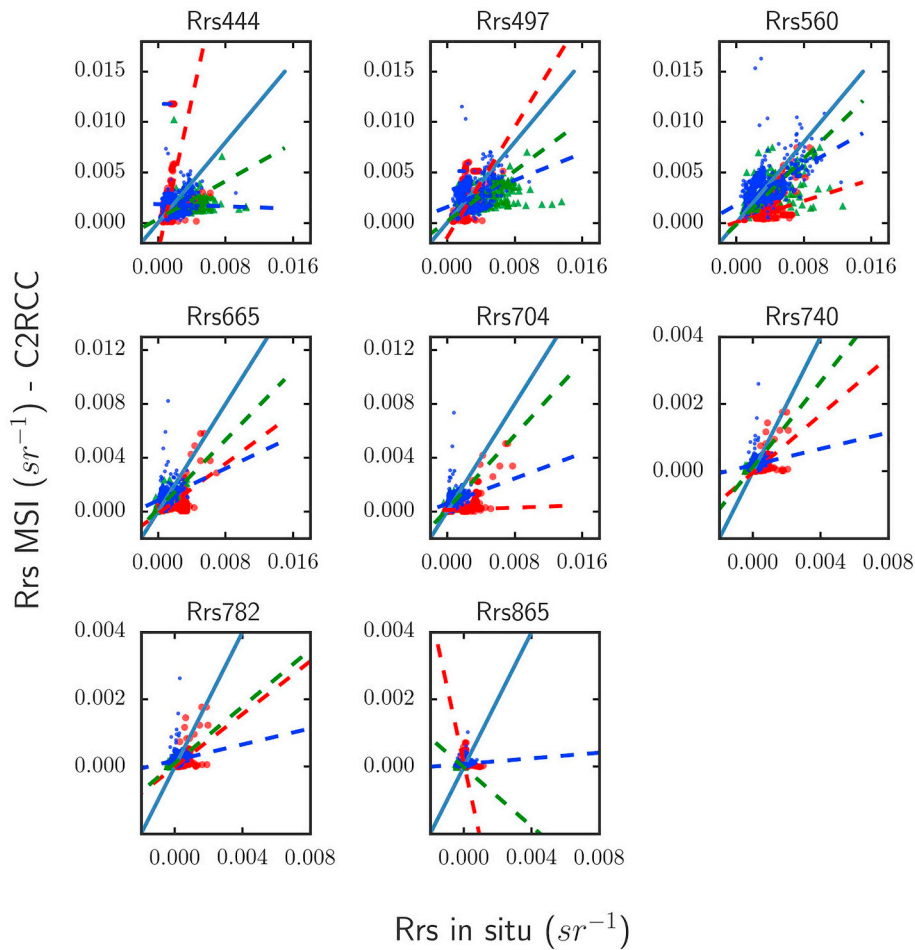 Rrs444 Rrs497 Rrs560
0.015 0.015 0.015
0.010 0.010 0.010
0.005 0.005 0.005
0.000 0.000 0.000
0.000 0.008 0.016 0.000 0.008 0.016 0.000 0.008 0.016
Rrs665 Rrs704 Rrs740
0.012 0.012 0.004
0.008 0.008 0.002
0.004 0.004 0.000
0.000 0.000
0.000 0.008 0.016 0.000 0.008 0.016 0.000 0.004 0.008
Rrs782 Rrs865
0.004 0.004
0.002 0.002
0.000 0.000
0.000 0.004 0.008 0.000 0.004 0.008
Rrs MSI (sr⁻¹) - C2RCC
Rrs in situ (sr⁻¹)